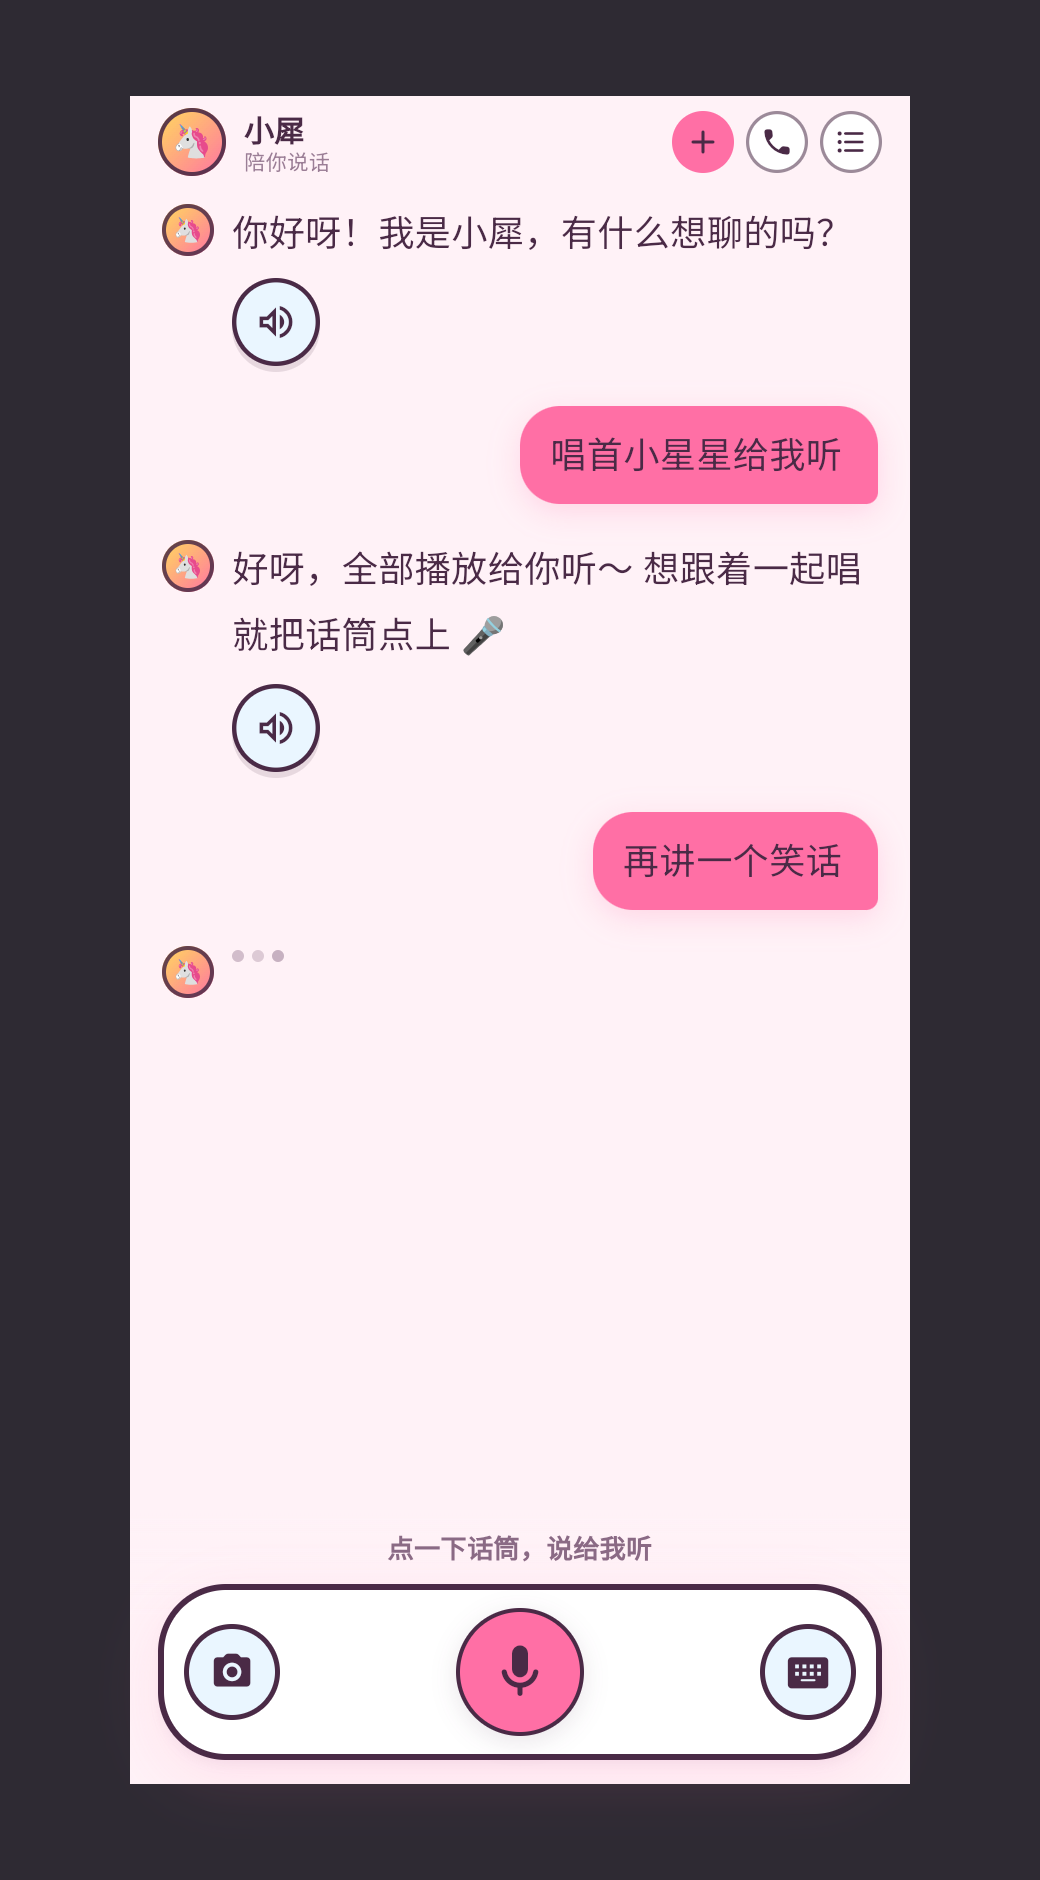 小犀
陪你说话
你好呀！我是小犀，有什么想聊的吗？
唱首小星星给我听
好呀，全部播放给你听～ 想跟着一起唱
就把话筒点上 🎤
再讲一个笑话
点一下话筒，说给我听